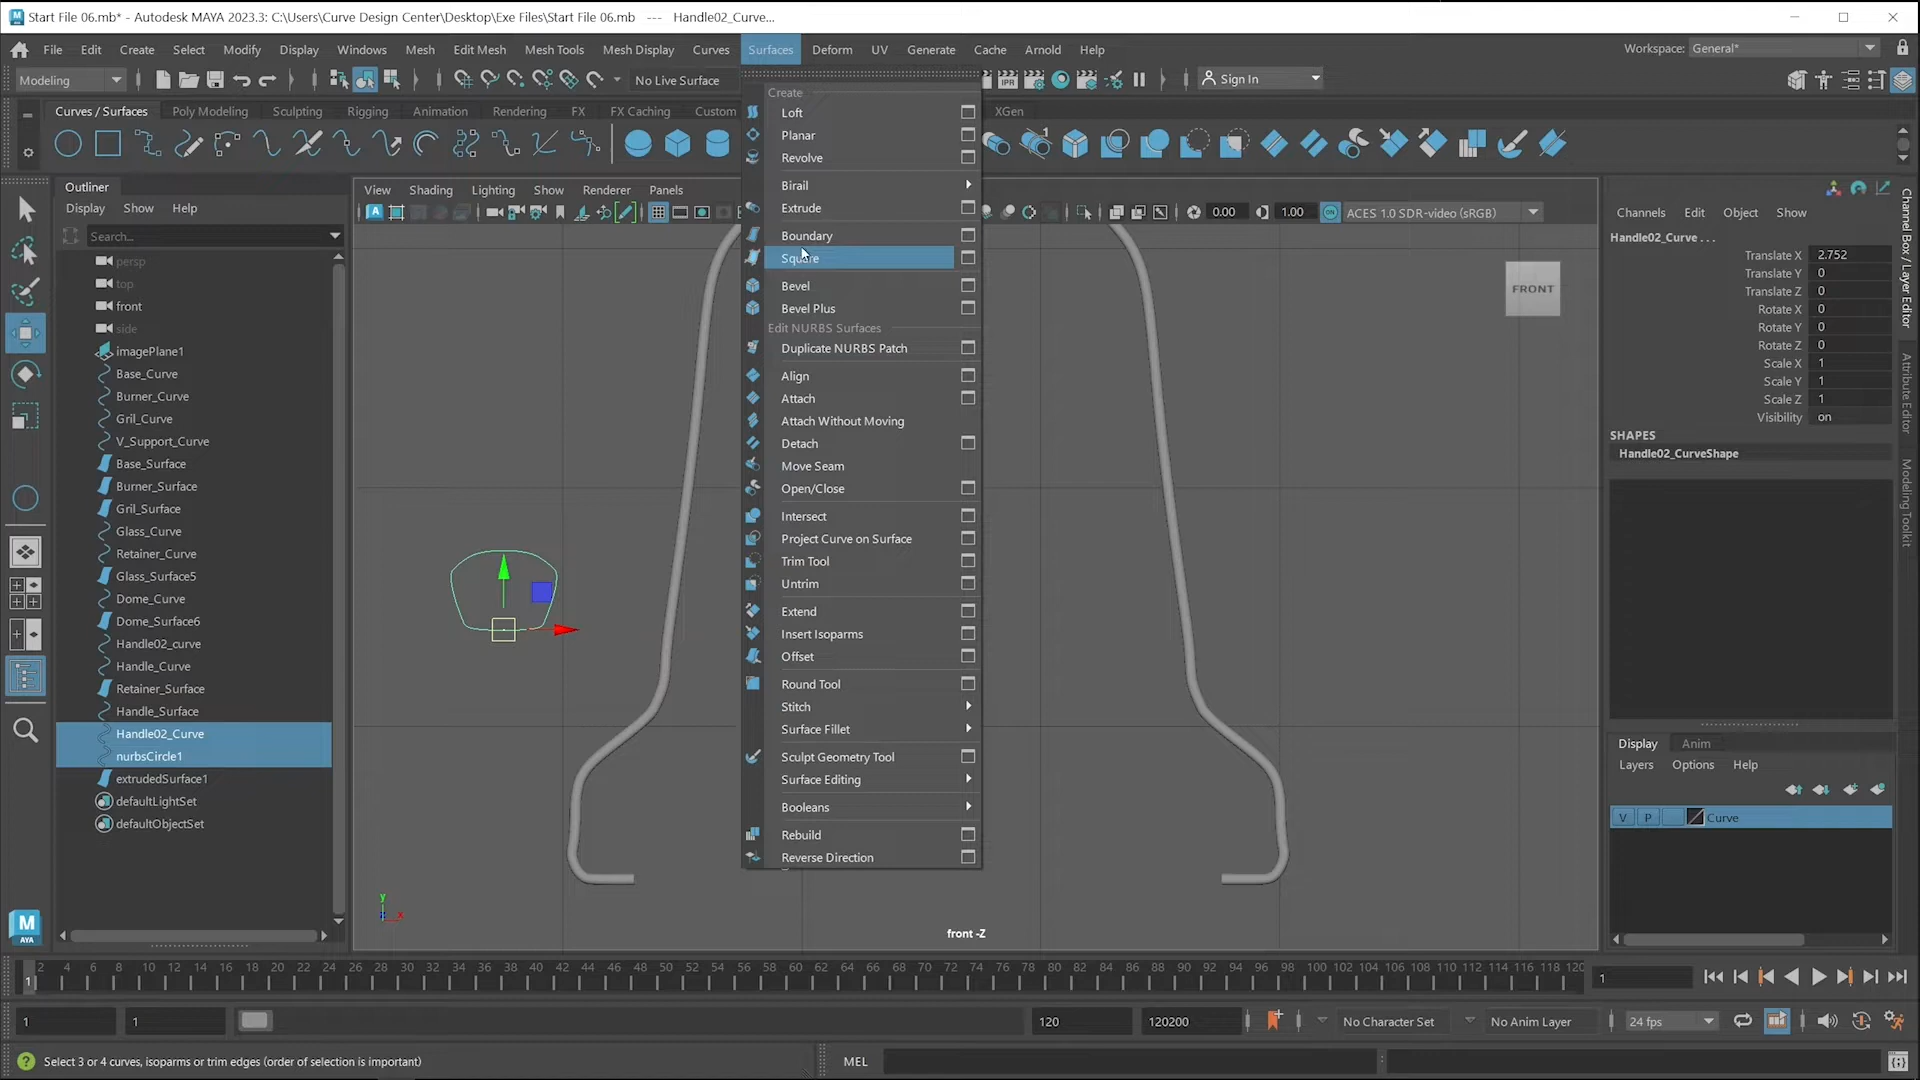 Start File 06.mb* - Autodesk MAYA 2023.3: C:\Users\Curve Design Center\Desktop\Exe Files\Start File 06.mb --- Handle02_Curve...
File Edit Create Select Modify Display Windows Mesh Edit Mesh Mesh Tools Mesh Display Curves Surfaces Deform UV Generate Cache Arnold Help
Workspace: General*
Modeling
No Live Surface
IPR
Sign In
Curves / Surfaces Poly Modeling Sculpting Rigging Animation Rendering FX FX Caching Custom XGen
Outliner
Display Show Help
Search...
persp
top
front
side
imagePlane1
Base_Curve
Burner_Curve
Gril_Curve
V_Support_Curve
Base_Surface
Burner_Surface
Gril_Surface
Glass_Curve
Retainer_Curve
Glass_Surface5
Dome_Curve
Dome_Surface6
Handle02_curve
Handle_Curve
Retainer_Surface
Handle_Surface
Handle02_Curve
nurbsCircle1
extrudedSurface1
defaultLightSet
defaultObjectSet
View Shading Lighting Show Renderer Panels
0.00 1.00 ACES 1.0 SDR-video (sRGB)
Create
Loft
Planar
Revolve
Birail
Extrude
Boundary
Square
Bevel
Bevel Plus
Edit NURBS Surfaces
Duplicate NURBS Patch
Align
Attach
Attach Without Moving
Detach
Move Seam
Open/Close
Intersect
Project Curve on Surface
Trim Tool
Untrim
Extend
Insert Isoparms
Offset
Round Tool
Stitch
Surface Fillet
Sculpt Geometry Tool
Surface Editing
Booleans
Rebuild
Reverse Direction
FRONT
y
x
front -Z
Channels Edit Object Show
Handle02_Curve . . .
Translate X 2.752
Translate Y 0
Translate Z 0
Rotate X 0
Rotate Y 0
Rotate Z 0
Scale X 1
Scale Y 1
Scale Z 1
Visibility on
SHAPES
Handle02_CurveShape
Display Anim
Layers Options Help
V P Curve
Channel Box / Layer Editor
Attribute Editor
Modeling Toolkit
M
AYA
2 4 6 8 10 12 14 16 18 20 22 24 26 28 30 32 34 36 38 40 42 44 46 48 50 52 54 56 58 60 62 64 66 68 70 72 74 76 78 80 82 84 86 88 90 92 94 96 98 100 102 104 106 108 110 112 114 116 118 120
1
1
1 1 120 120200 No Character Set No Anim Layer 24 fps
Select 3 or 4 curves, isoparms or trim edges (order of selection is important)
MEL